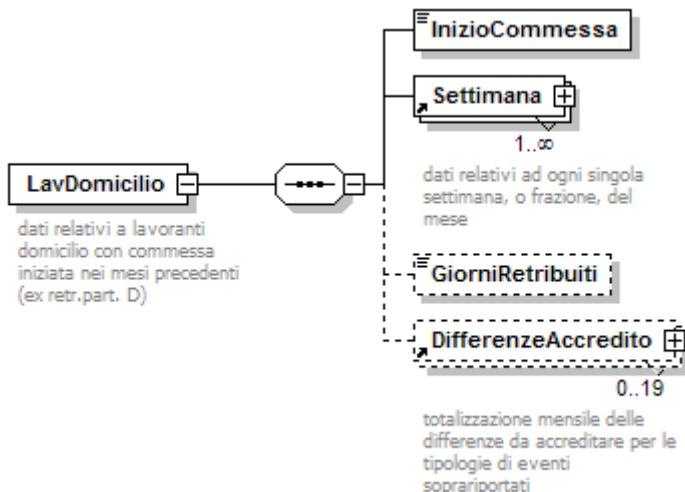 InizioCommessa
Settimana
1..∞
dati relativi ad ogni singola
settimana, o frazione, del
mese
LavDomicilio
dati relativi a lavoranti
domicilio con commessa
iniziata nei mesi precedenti
(ex retr.part. D)
GiorniRetribuiti
DifferenzeAccredito
0..19
totalizzazione mensile delle
differenze da accreditare per le
tipologie di eventi
soprariportati